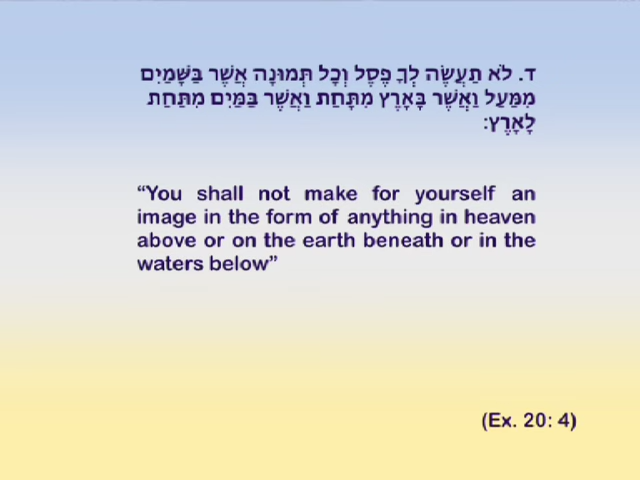 ד. לֹא תַעֲשֶׂה לְךָ פֶסֶל וְכָל תְּמוּנָה אֲשֶׁר בַּשָּׁמַיִם
מִמַּעַל וַאֲשֶׁר בָּאָרֶץ מִתָּחַת וַאֲשֶׁר בַּמַּיִם מִתַּחַת
לָאָרֶץ:
“You shall not make for yourself an
image in the form of anything in heaven
above or on the earth beneath or in the
waters below”
(Ex. 20: 4)